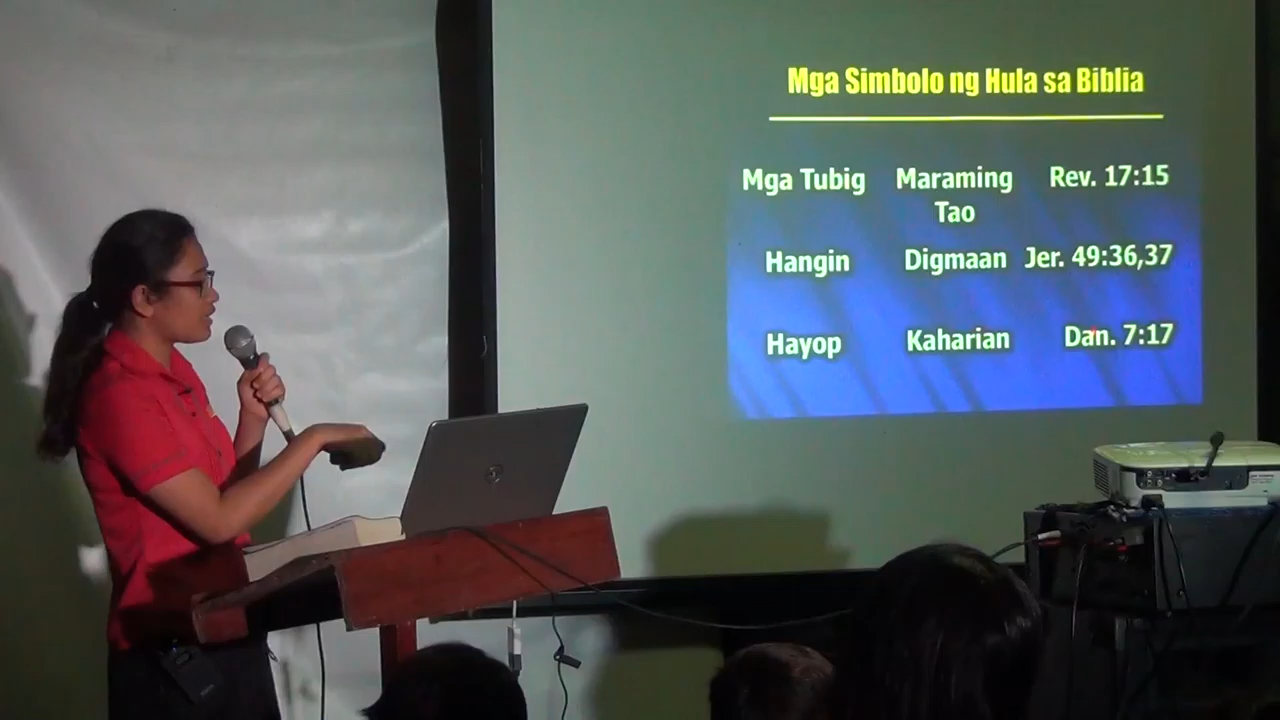 Mga Simbolo ng Hula sa Biblia
Mga Tubig Maraming Tao Rev. 17:15
Hangin Digmaan Jer. 49:36,37
Hayop Kaharian Dan. 7:17